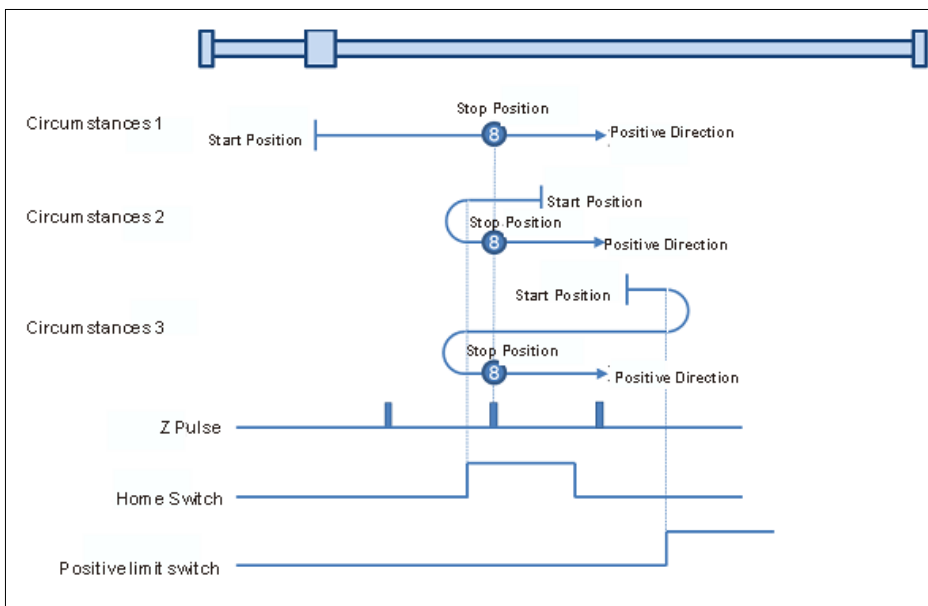 Stop Position
Circumstances 1
Start Position
8
Positive Direction
Start Position
Circumstances 2
Stop Position
8
Positive Direction
Start Position
Circumstances 3
Stop Position
8
Positive Direction
Z Pulse
Home Switch
Positive limit switch